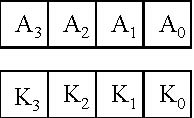 A₃ A₂ A₁ A₀
K₃ K₂ K₁ K₀